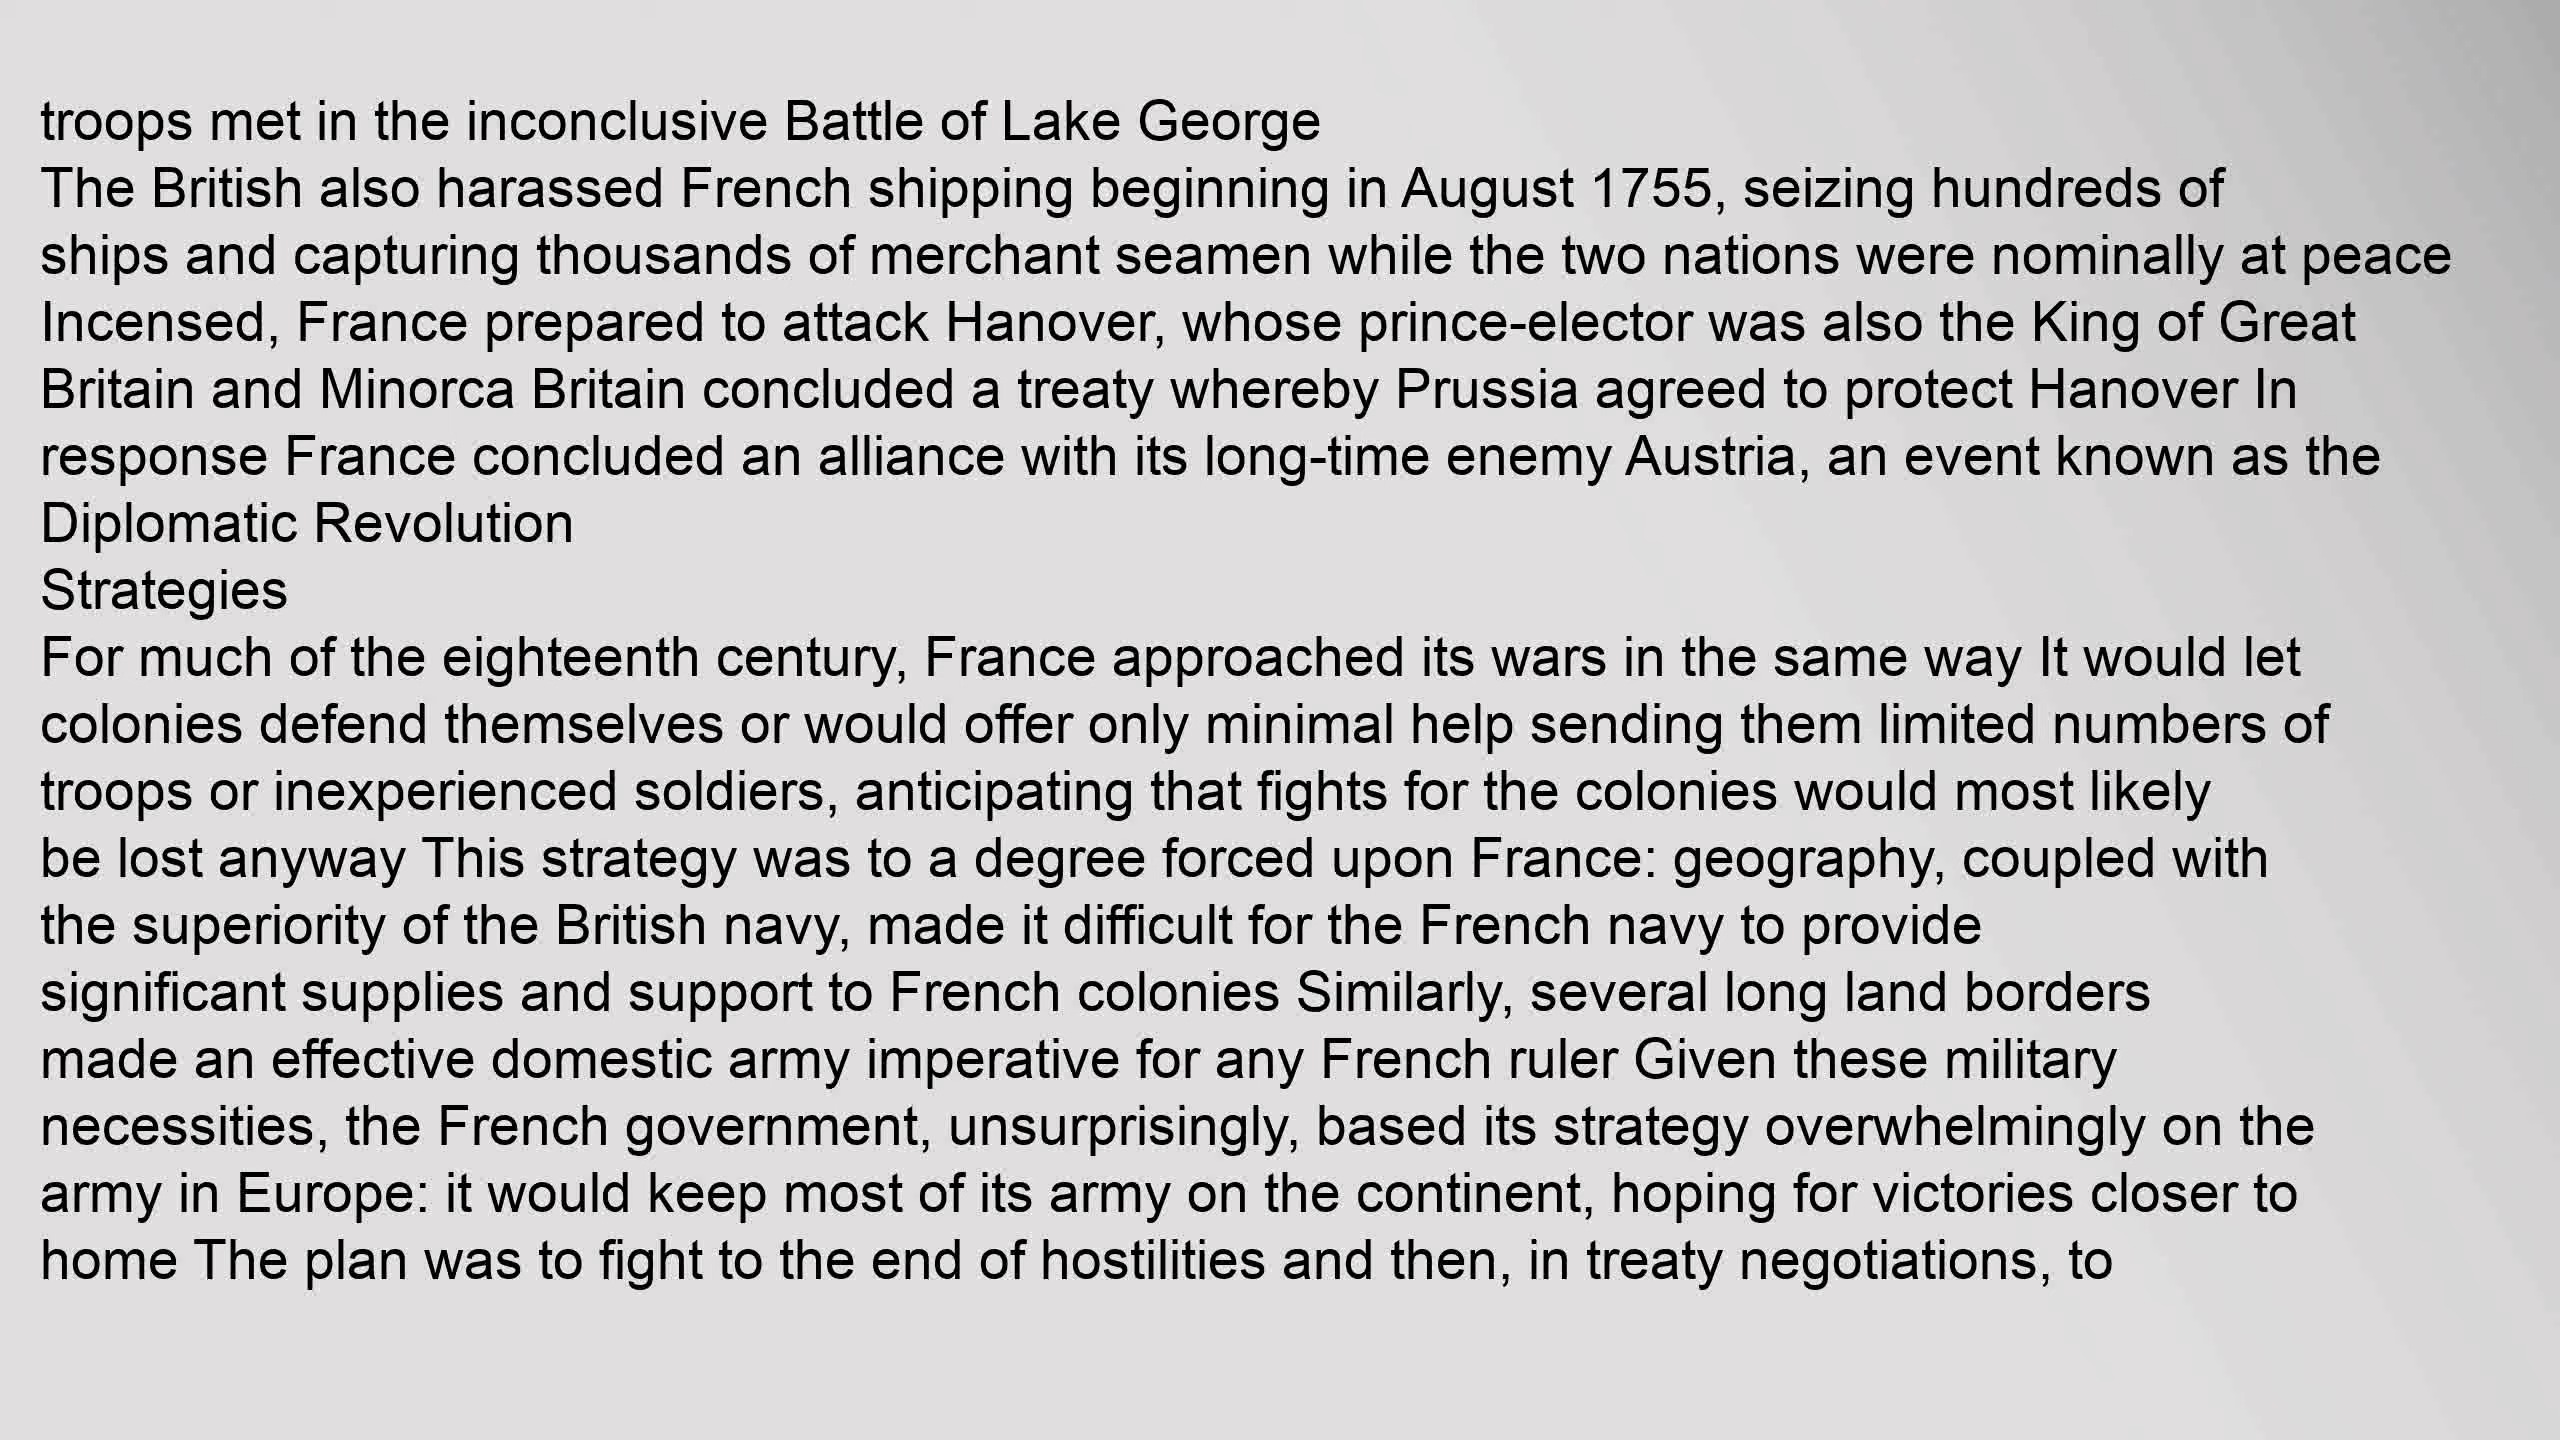 troops met in the inconclusive Battle of Lake George
The British also harassed French shipping beginning in August 1755, seizing hundreds of
ships and capturing thousands of merchant seamen while the two nations were nominally at peace
Incensed, France prepared to attack Hanover, whose prince-elector was also the King of Great
Britain and Minorca Britain concluded a treaty whereby Prussia agreed to protect Hanover In
response France concluded an alliance with its long-time enemy Austria, an event known as the
Diplomatic Revolution
Strategies
For much of the eighteenth century, France approached its wars in the same way It would let
colonies defend themselves or would offer only minimal help sending them limited numbers of
troops or inexperienced soldiers, anticipating that fights for the colonies would most likely
be lost anyway This strategy was to a degree forced upon France: geography, coupled with
the superiority of the British navy, made it difficult for the French navy to provide
significant supplies and support to French colonies Similarly, several long land borders
made an effective domestic army imperative for any French ruler Given these military
necessities, the French government, unsurprisingly, based its strategy overwhelmingly on the
army in Europe: it would keep most of its army on the continent, hoping for victories closer to
home The plan was to fight to the end of hostilities and then, in treaty negotiations, to